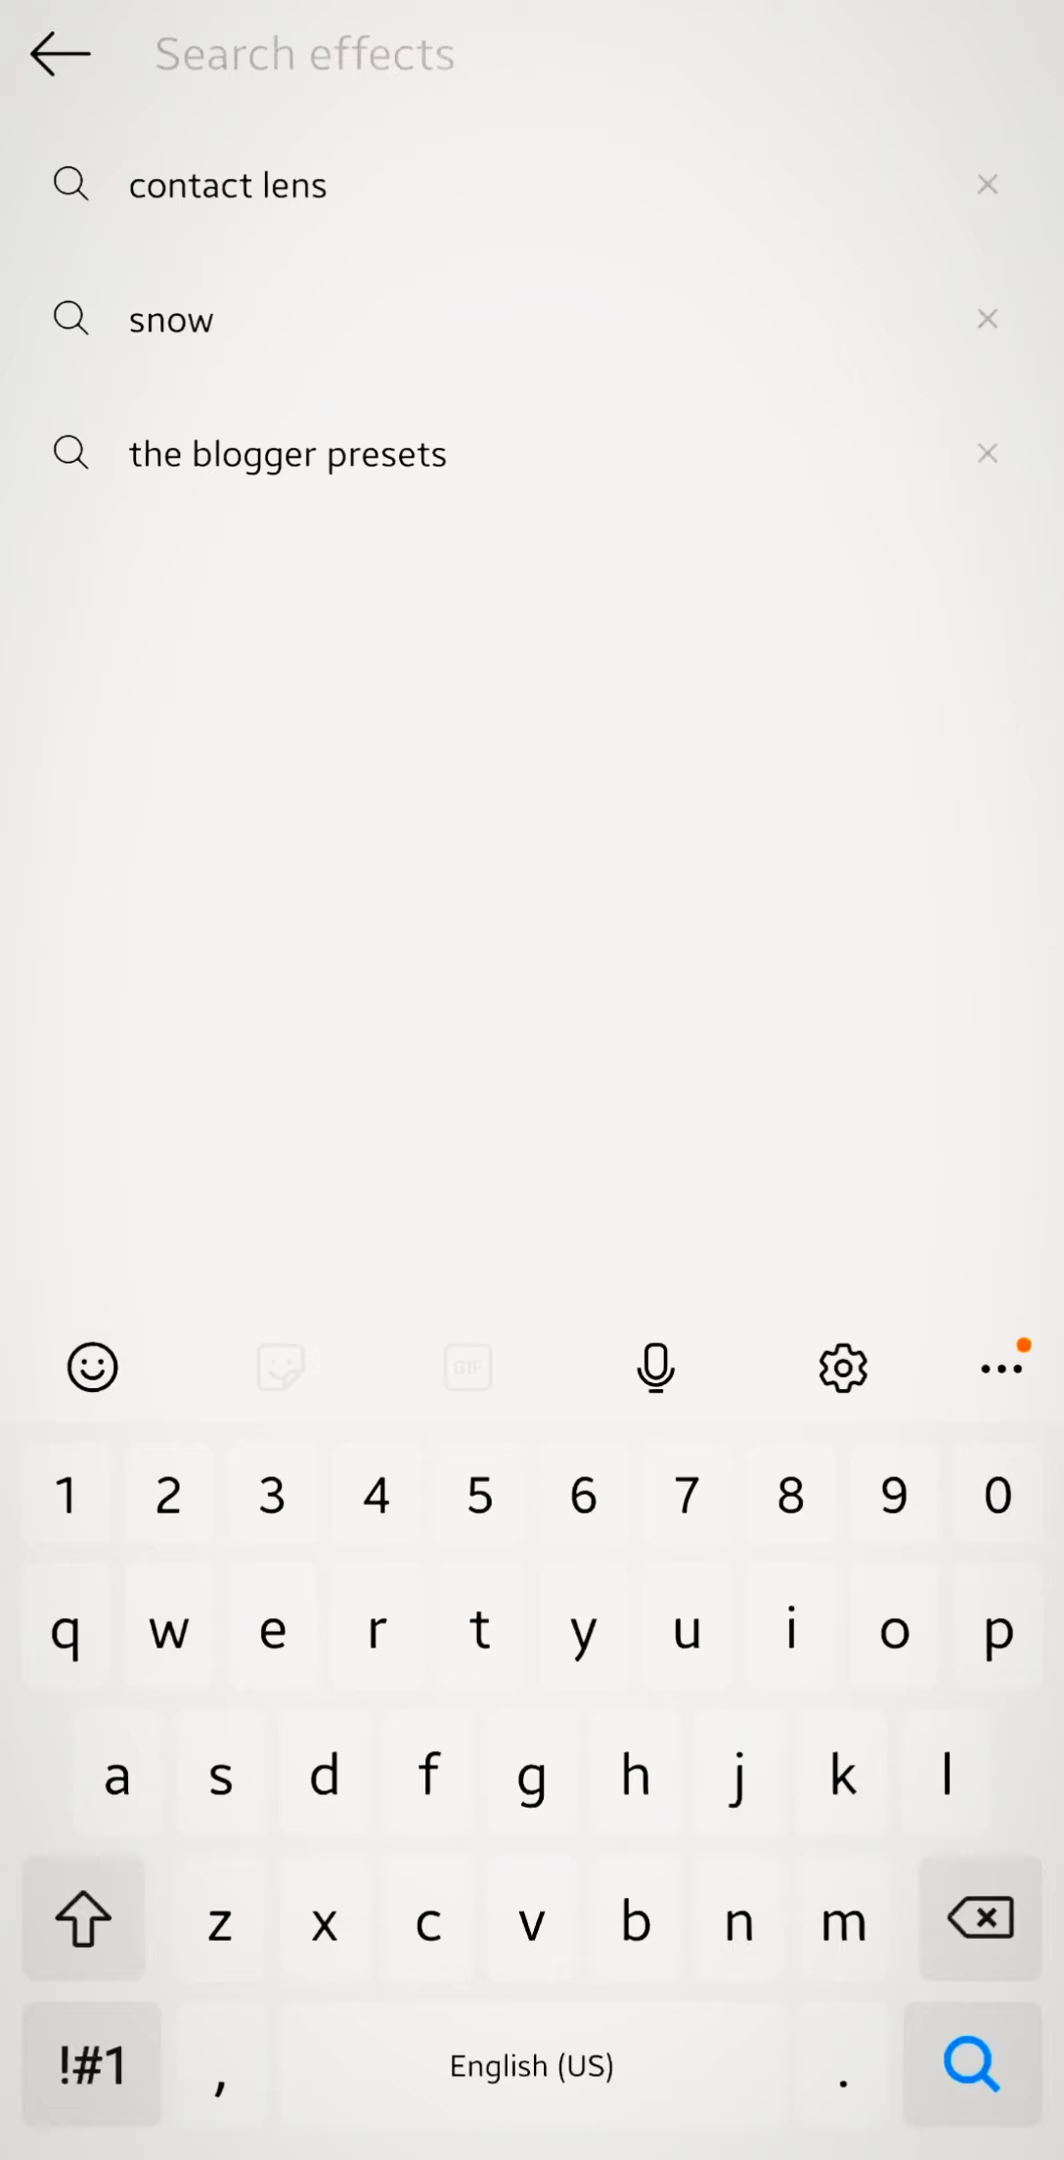 Search effects
contact lens
snow
the blogger presets
GIF
1 2 3 4 5 6 7 8 9 0
q w e r t y u i o p
a s d f g h j k l
z x c v b n m
!#1 , English (US) .